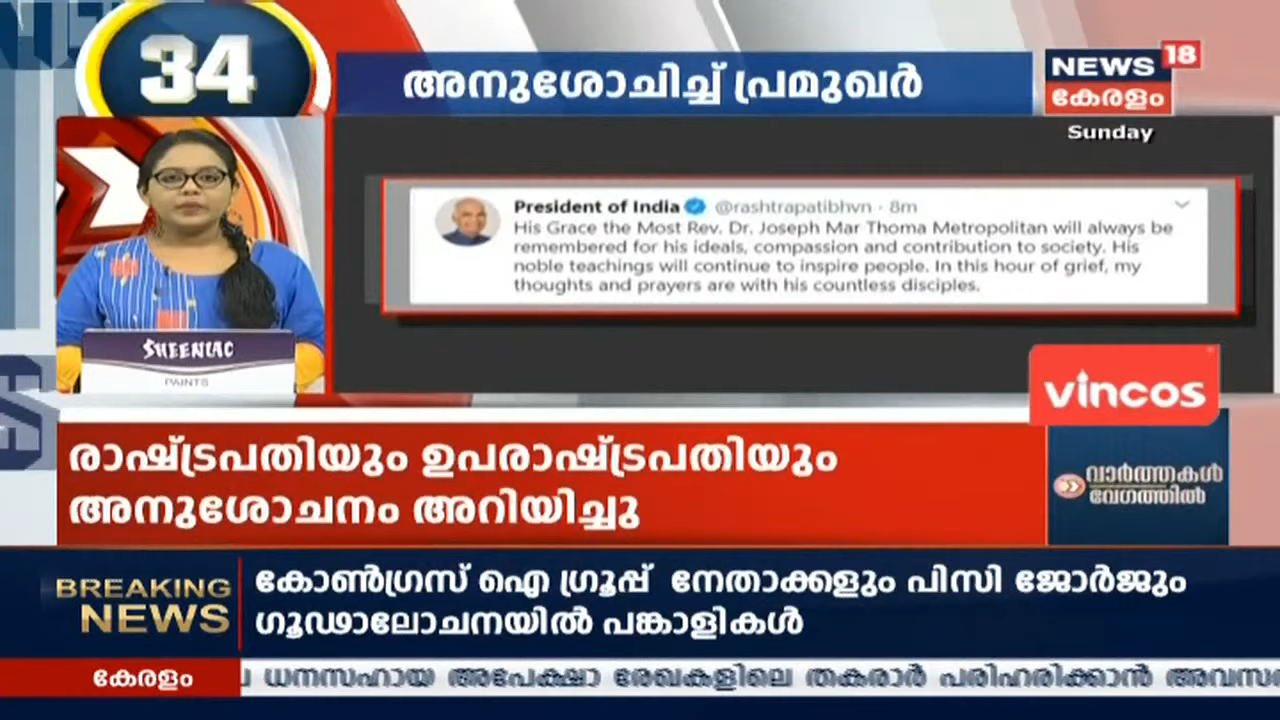 34
അനുശോചിച്ച് പ്രമുഖർ
NEWS 18
കേരളം
Sunday
President of India @rashtrapatibhvn · 8m
His Grace the Most Rev. Dr. Joseph Mar Thoma Metropolitan will always be
remembered for his ideals, compassion and contribution to society. His
noble teachings will continue to inspire people. In this hour of grief, my
thoughts and prayers are with his countless disciples.
SHEENLAC
PAINTS
vincos
രാഷ്ട്രപതിയും ഉപരാഷ്ട്രപതിയും
അനുശോചനം അറിയിച്ചു
വാർത്തകൾ
വേഗത്തിൽ
BREAKING
NEWS
കോൺഗ്രസ് ഐ ഗ്രൂപ്പ് നേതാക്കളും പിസി ജോർജും
ഗൂഢാലോചനയിൽ പങ്കാളികൾ
കേരളം
ധനസഹായ അപേക്ഷാ രേഖകളിലെ തകരാർ പരിഹരിക്കാൻ